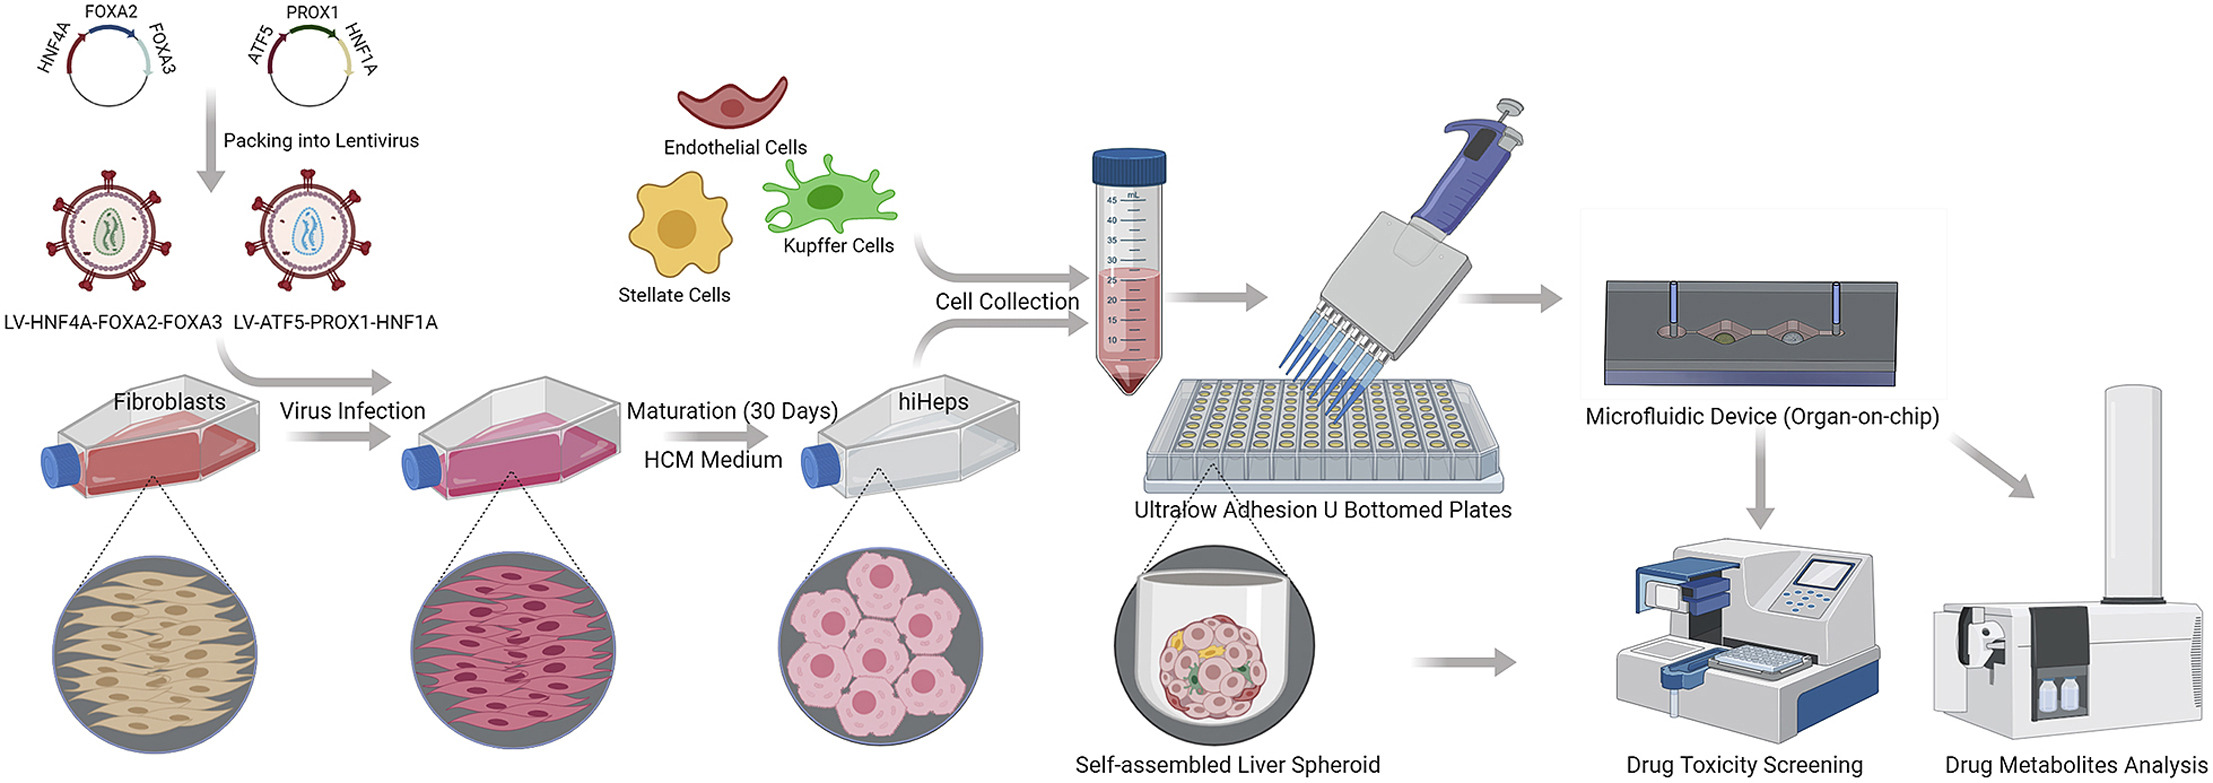 FOXA2
HNF4A
FOXA3
PROX1
ATF5
HNF1A
Packing into Lentivirus
LV-HNF4A-FOXA2-FOXA3
LV-ATF5-PROX1-HNF1A
Fibroblasts
Virus Infection
Maturation (30 Days)
HCM Medium
hiHeps
Endothelial Cells
Stellate Cells
Kupffer Cells
Cell Collection
mL
45
40
35
30
25
20
15
10
Ultralow Adhesion U Bottomed Plates
Self-assembled Liver Spheroid
Microfluidic Device (Organ-on-chip)
Drug Toxicity Screening
Drug Metabolites Analysis